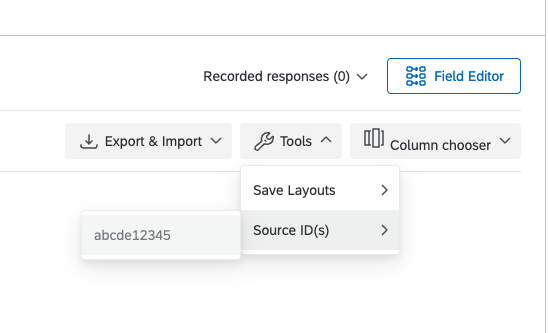 Recorded responses (0)
Field Editor
Export & Import
Tools
Column chooser
Save Layouts
abcde12345
Source ID(s)